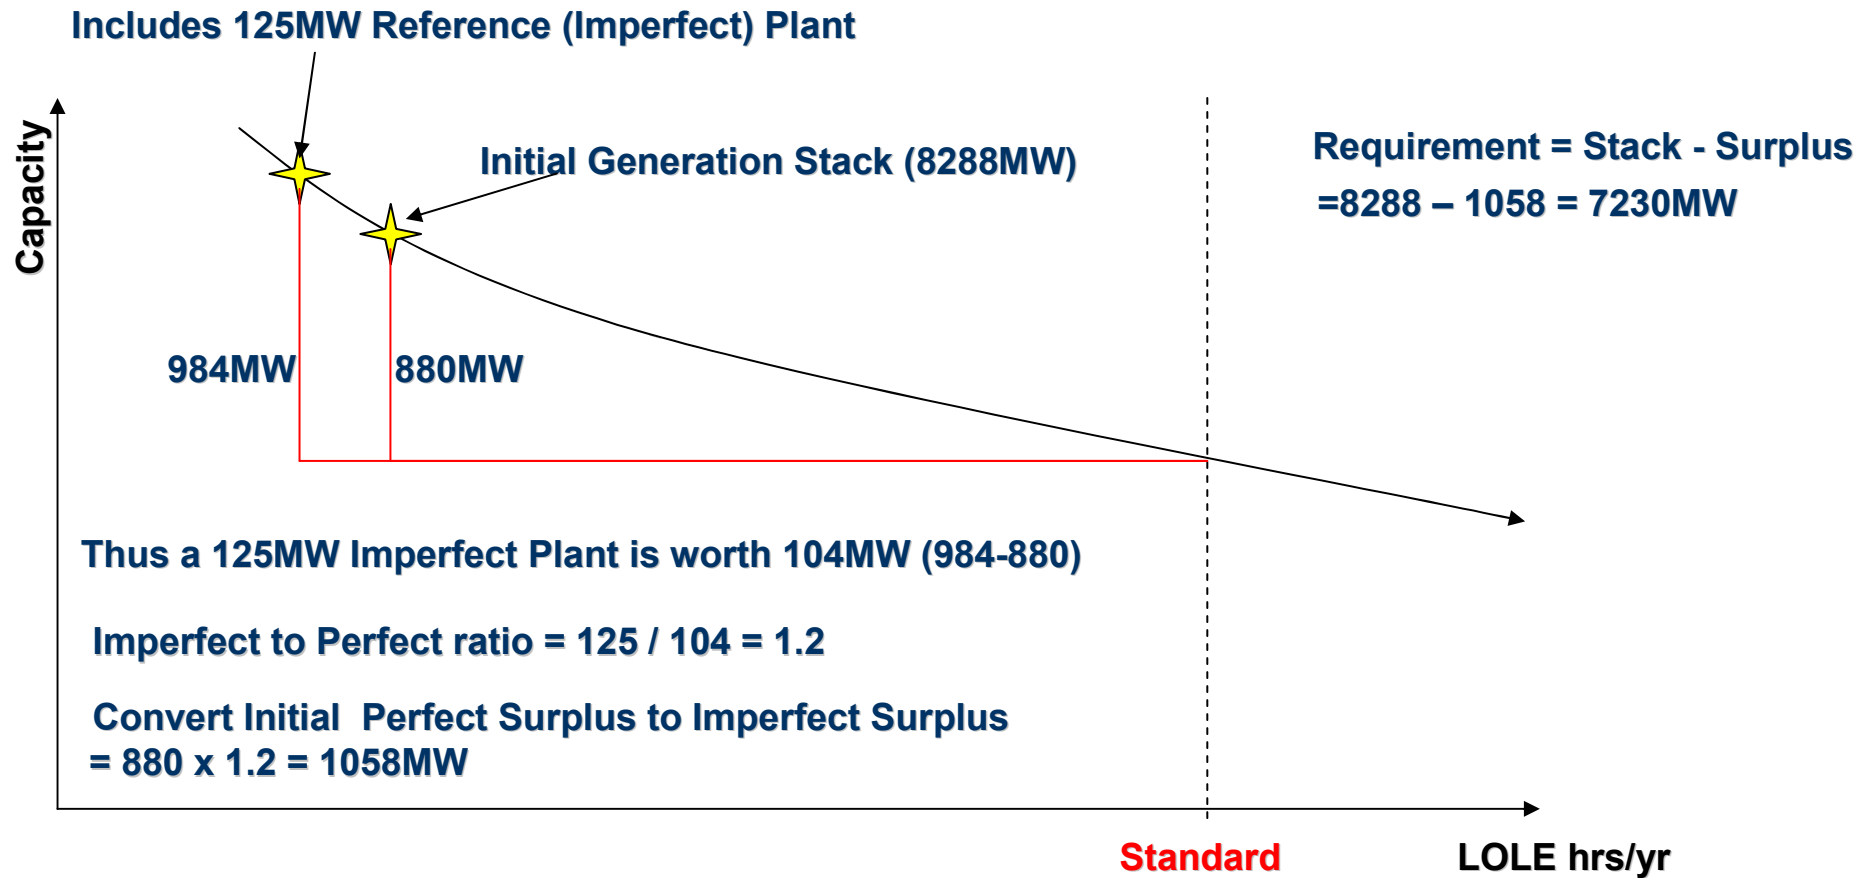 Includes 125MW Reference (Imperfect) Plant
Capacity
Initial Generation Stack (8288MW)
Requirement = Stack - Surplus
=8288 – 1058 = 7230MW
984MW
880MW
Thus a 125MW Imperfect Plant is worth 104MW (984-880)
Imperfect to Perfect ratio = 125 / 104 = 1.2
Convert Initial  Perfect Surplus to Imperfect Surplus
= 880 x 1.2 = 1058MW
Standard
LOLE hrs/yr